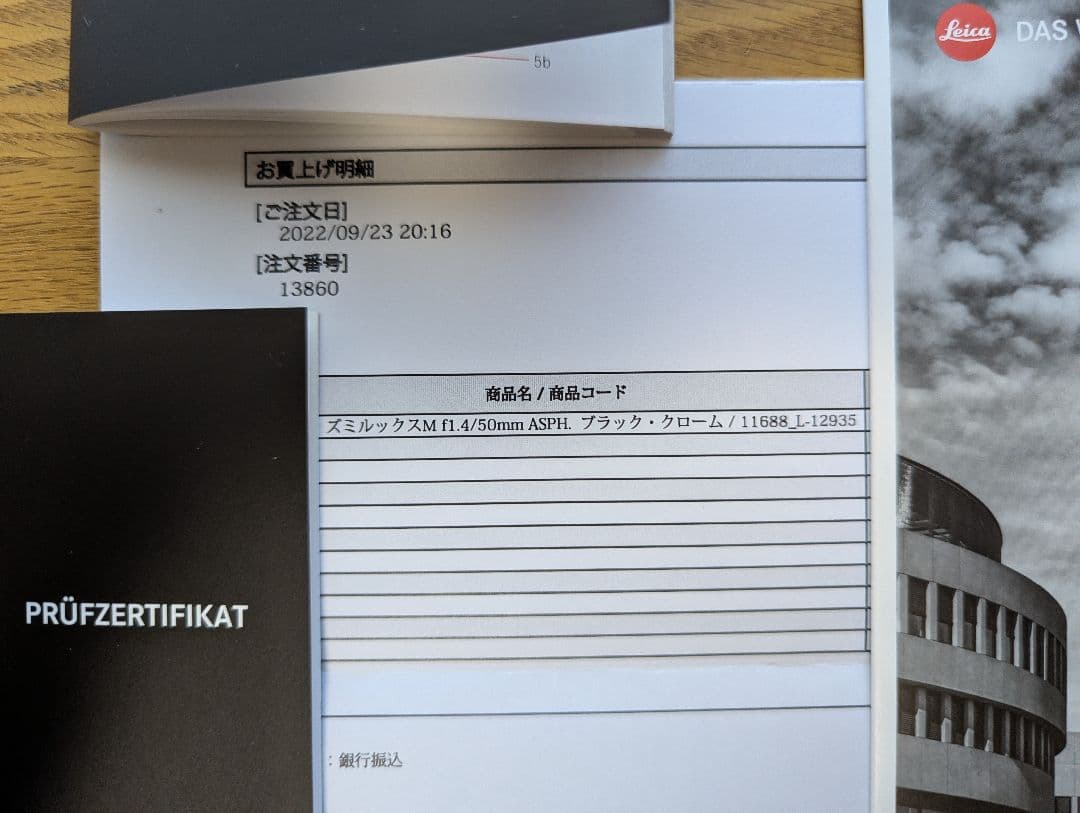 5b
Leica
DAS W
お買上げ明細
[ご注文日]
2022/09/23 20:16
[注文番号]
13860
商品名 / 商品コード
ズミルックスM f1.4/50mm ASPH. ブラック・クローム / 11688_L-12935
PRÜFZERTIFIKAT
: 銀行振込